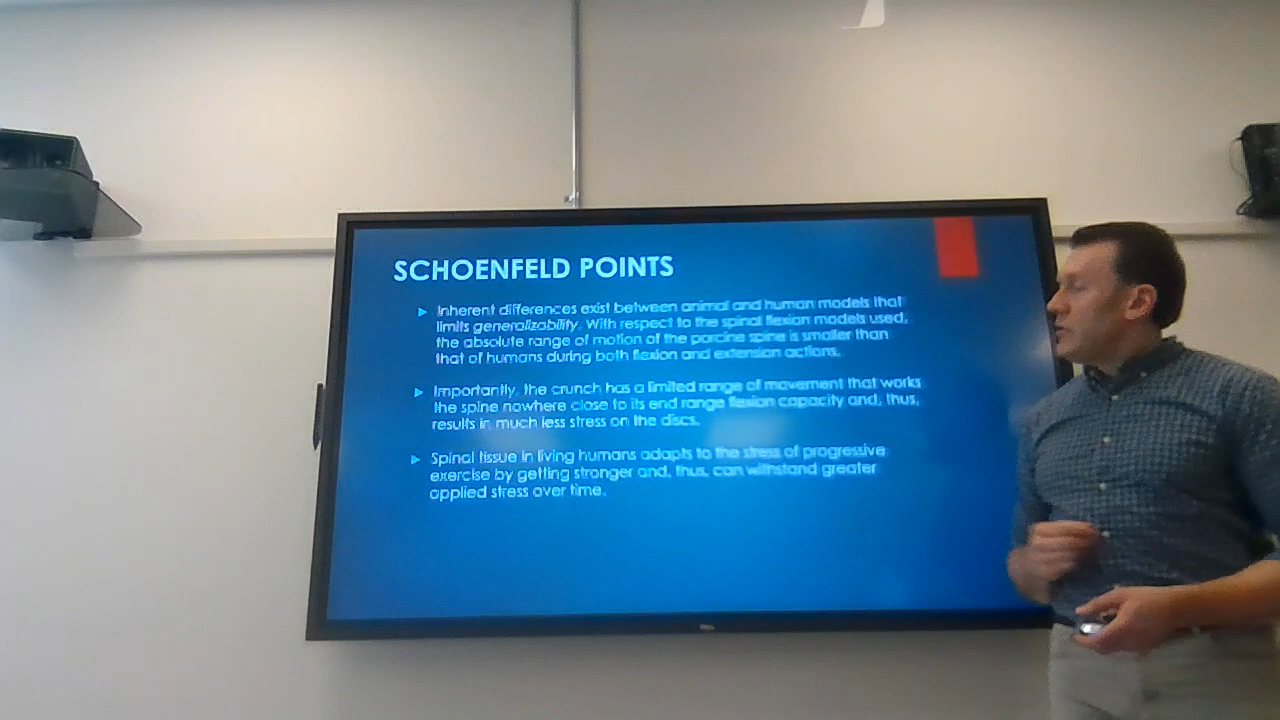 SCHOENFELD POINTS
Inherent differences exist between animal and human models that
limits generalizability. With respect to the spinal flexion models used,
the absolute range of motion of the porcine spine is smaller than
that of humans during both flexion and extension actions.
Importantly, the crunch has a limited range of movement that works
the spine nowhere close to its end range flexion capacity and, thus,
results in much less stress on the discs.
Spinal tissue in living humans adapts to the stress of progressive
exercise by getting stronger and, thus, can withstand greater
applied stress over time.